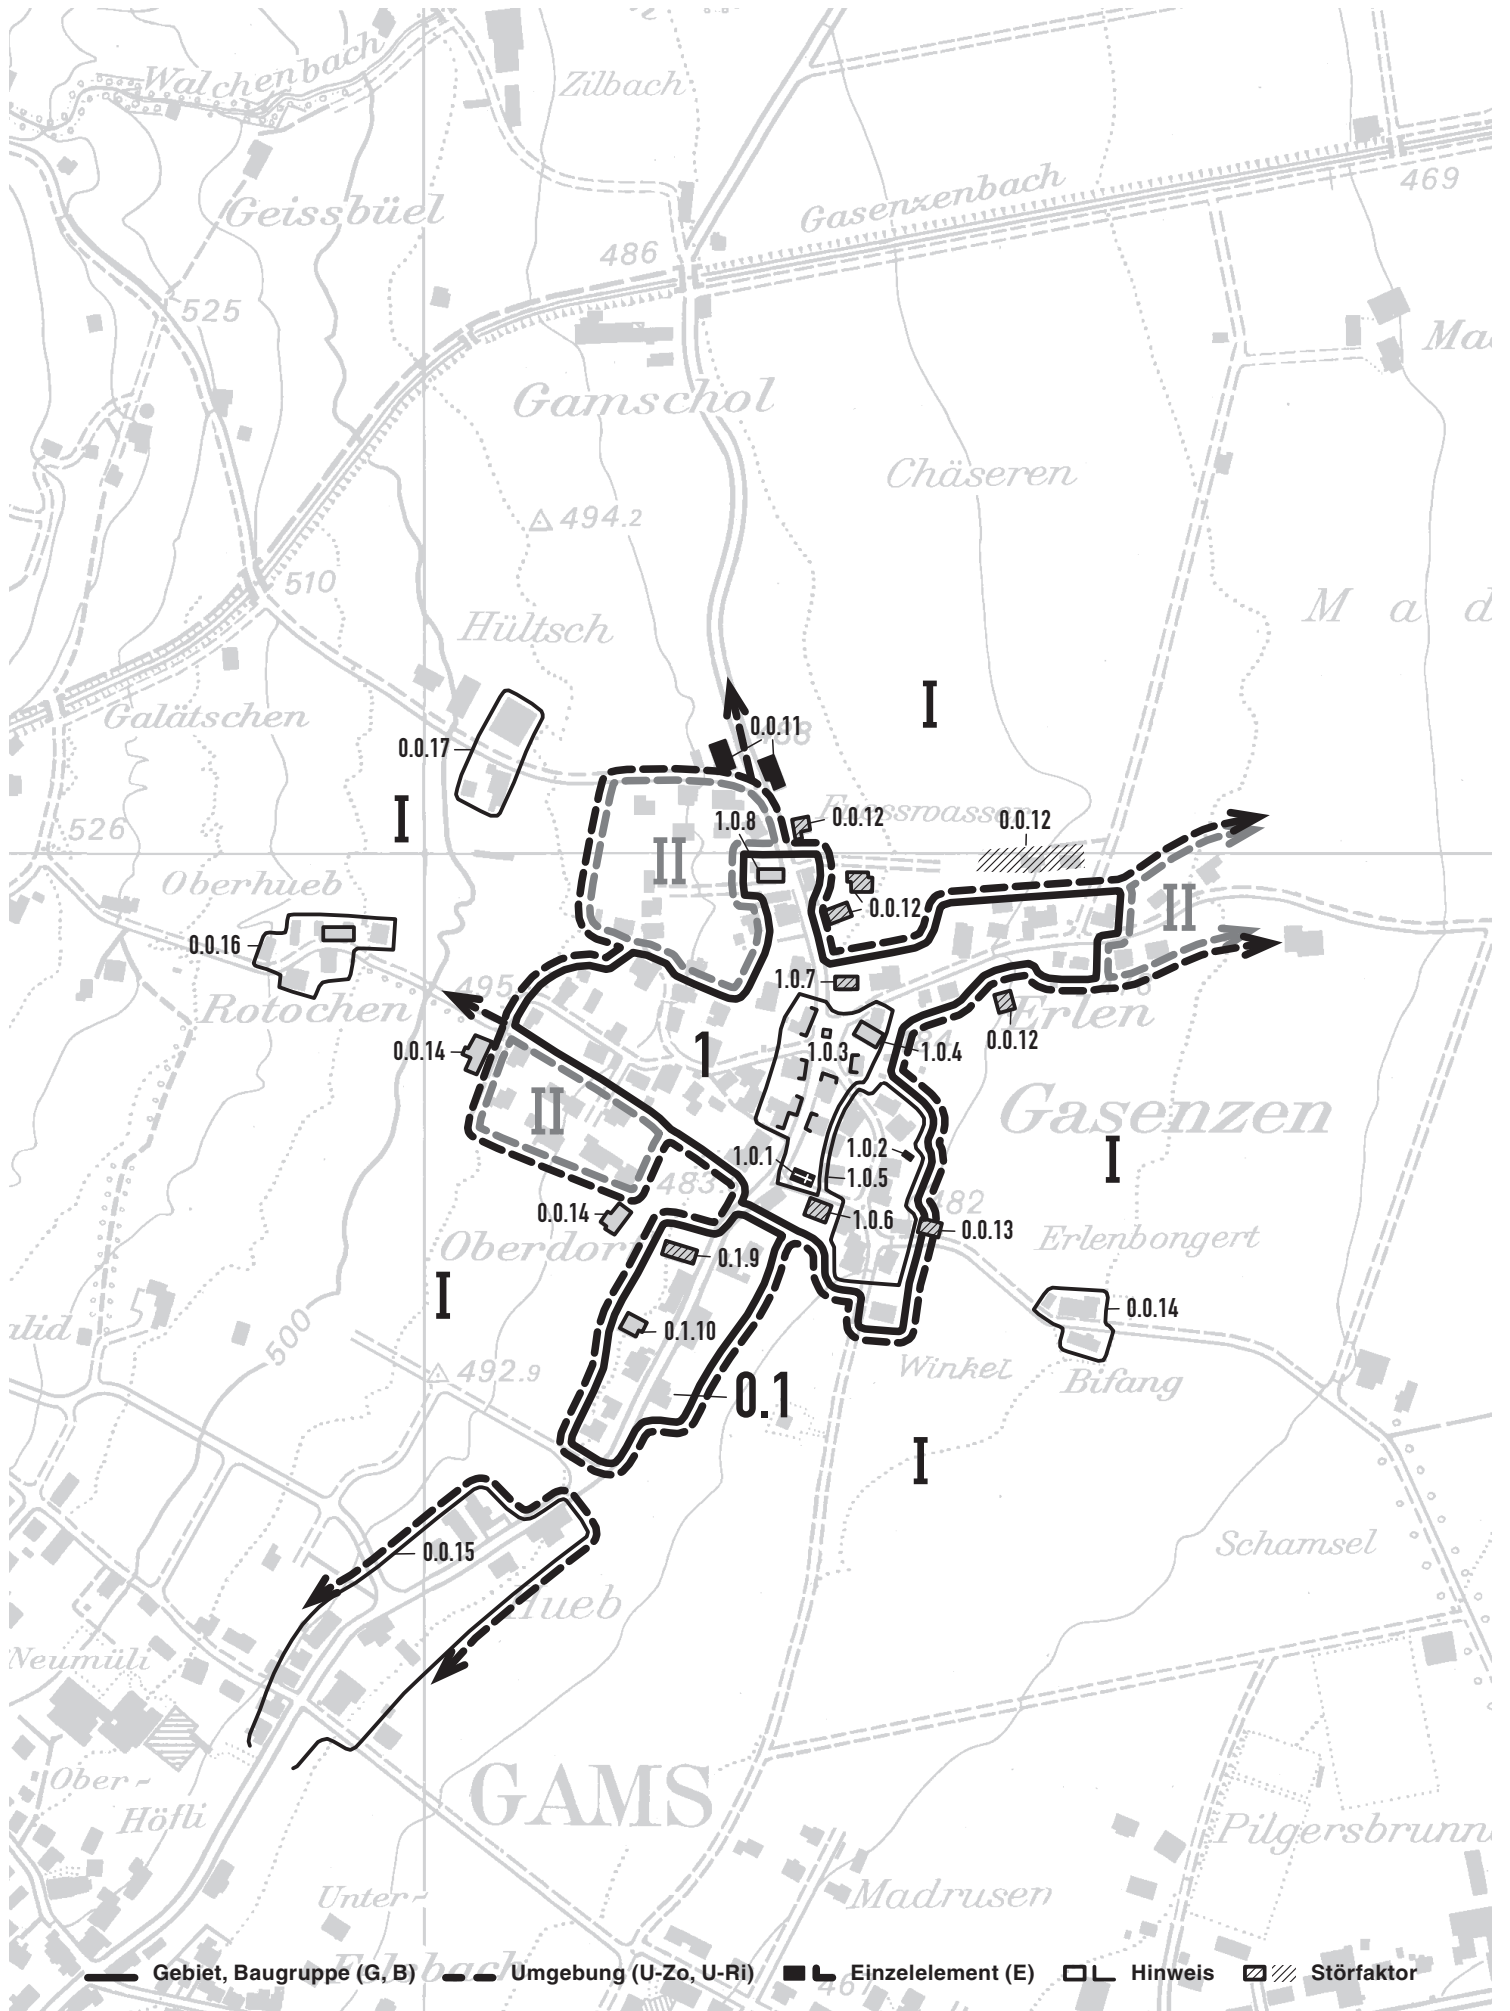 Walchenbach
Zilbach
Geissbüel
Gasenzenbach
469
486
525
Gamschol
Chäseren
494.2
510
Hültsch
M a d
Galätschen
I
0.0.11
0.0.17
I
526
1.0.8
0.0.12
0.0.12
II
Oberhueb
II
0.0.12
0.0.16
495
1.0.7
Rotochen
Erlen
0.0.14
1
1.0.3
1.0.4
0.0.12
II
Gasenzen
I
1.0.2
1.0.1
1.0.5
483
482
0.0.14
1.0.6
0.0.13
Oberdor
Erlenbongert
0.1.9
I
0.0.14
0.1.10
500
492.9
Winkel
Bifang
0.1
I
Schamsel
0.0.15
Hueb
Neumüli
GAMS
Ober-
Höfli
Pilgersbrunn
Unter-
Madrusen
Gebiet, Baugruppe (G, B) Umgebung (U-Zo, U-Ri) Einzelelement (E) Hinweis Störfaktor